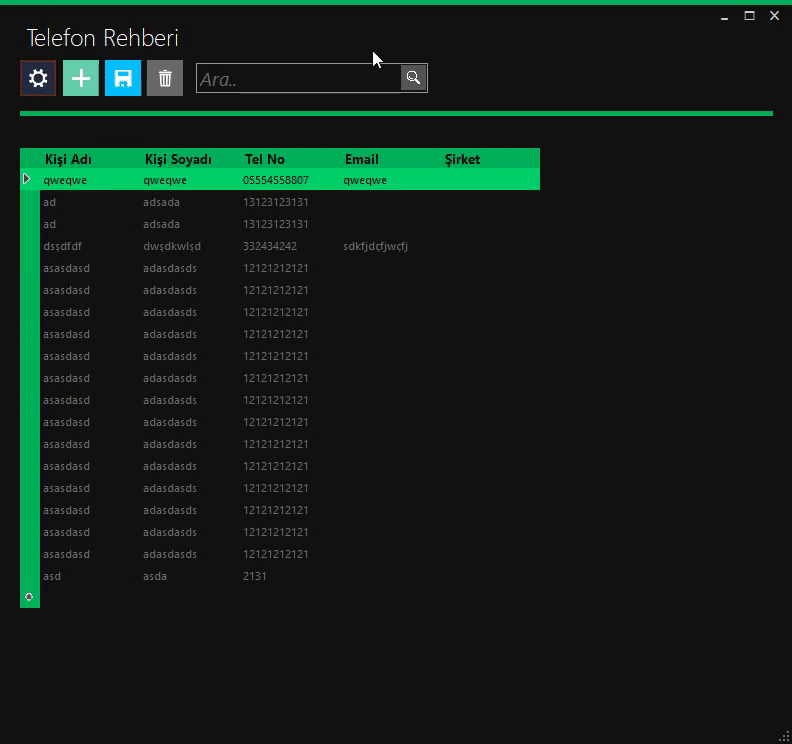 Telefon Rehberi
Ara..
Kişi Adı Kişi Soyadı Tel No Email Şirket
qweqwe qweqwe 05554558807 qweqwe
ad adsada 13123123131
ad adsada 13123123131
dsşdfdf dwşdkwlşd 332434242 sdkfjdçfjwçfj
asasdasd adasdasds 12121212121
asasdasd adasdasds 12121212121
asasdasd adasdasds 12121212121
asasdasd adasdasds 12121212121
asasdasd adasdasds 12121212121
asasdasd adasdasds 12121212121
asasdasd adasdasds 12121212121
asasdasd adasdasds 12121212121
asasdasd adasdasds 12121212121
asasdasd adasdasds 12121212121
asasdasd adasdasds 12121212121
asasdasd adasdasds 12121212121
asasdasd adasdasds 12121212121
asasdasd adasdasds 12121212121
asd asda 2131